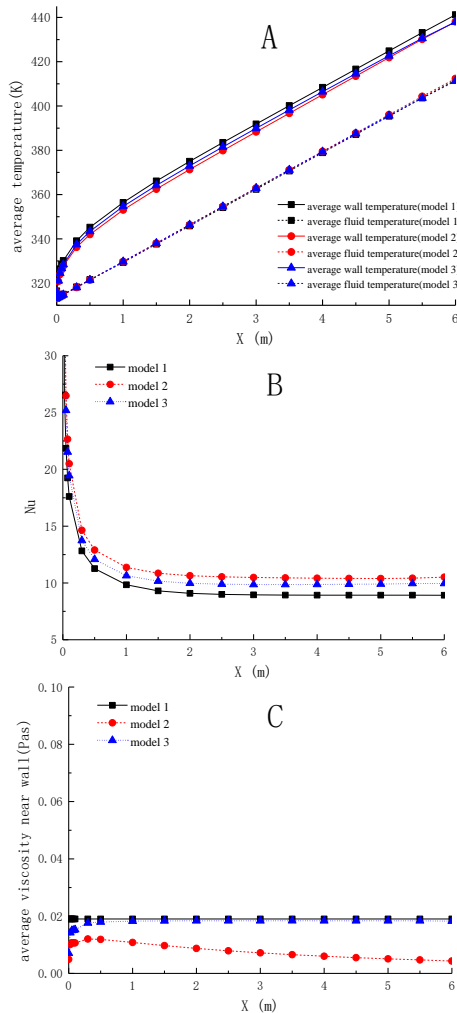 A
average temperature(K)
440
420
400
380
360
340
320
average wall temperature(model 1)
average fluid temperature(model 1
average wall temperature(model 2)
average fluid temperature(model 2
average wall temperature(model 3)
average fluid temperature(model 3
0 1 2 3 4 5 6
X (m)
B
Nu
30
25
20
15
10
5
model 1
model 2
model 3
0 1 2 3 4 5 6
X (m)
C
average viscosity near wall(Pas)
0.10
0.08
0.06
0.04
0.02
0.00
model 1
model 2
model 3
0 1 2 3 4 5 6
X (m)